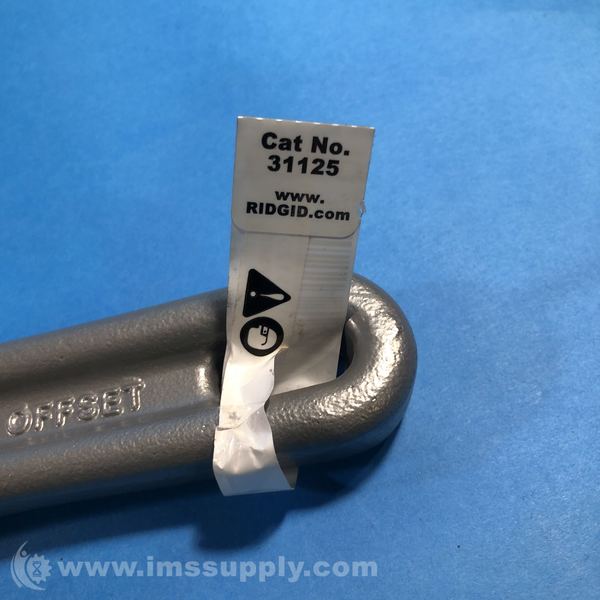 Cat No.
31125
www.
RIDGID.com
OFFSET
www.imssupply.com